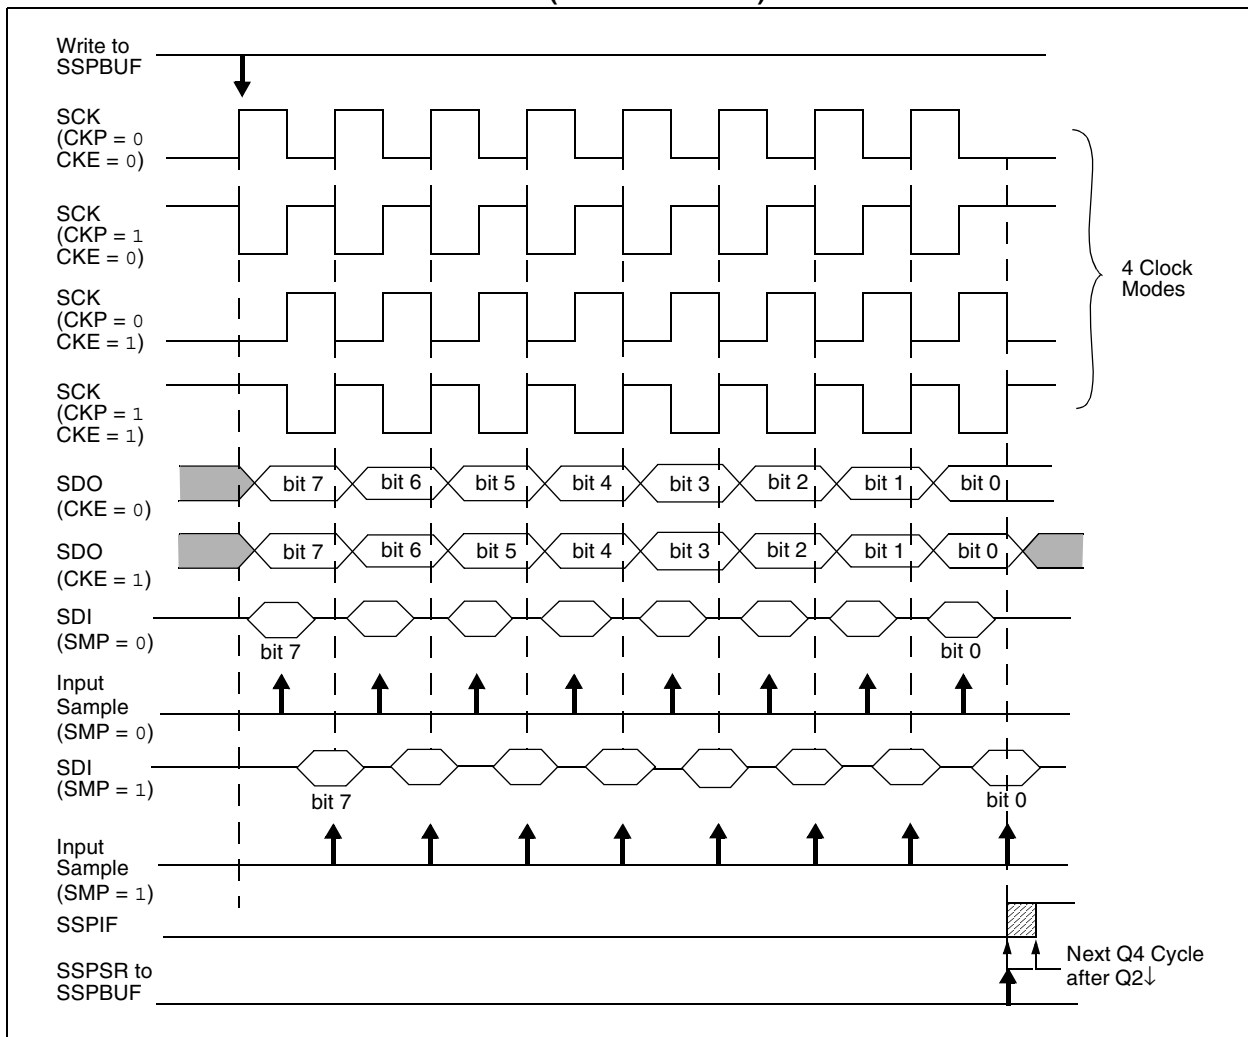 Write to
SSPBUF
SCK
(CKP = 0
CKE = 0)
SCK
(CKP = 1
CKE = 0)
SCK
(CKP = 0
CKE = 1)
SCK
(CKP = 1
CKE = 1)
4 Clock
Modes
SDO
(CKE = 0)
bit 7 bit 6 bit 5 bit 4 bit 3 bit 2 bit 1 bit 0
SDO
(CKE = 1)
bit 7 bit 6 bit 5 bit 4 bit 3 bit 2 bit 1 bit 0
SDI
(SMP = 0)
bit 7 bit 0
Input
Sample
(SMP = 0)
SDI
(SMP = 1)
bit 7 bit 0
Input
Sample
(SMP = 1)
SSPIF
Next Q4 Cycle
after Q2↓
SSPSR to
SSPBUF